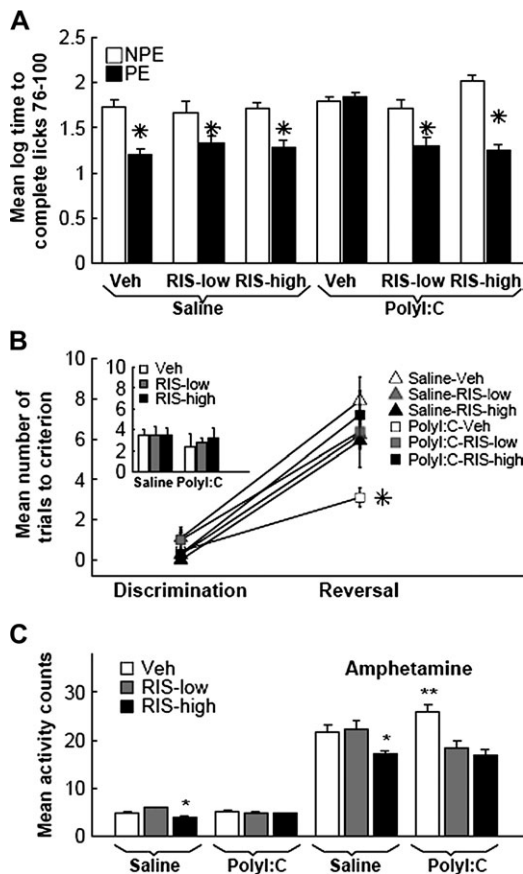 A
Mean log time to
complete licks 76-100
2.5
2
1.5
1
0.5
0
NPE
PE
*
*
*
*
*
Veh RIS-low RIS-high Veh RIS-low RIS-high
Saline PolyI:C
B
Mean number of
trials to criterion
10
8
6
4
2
0
10
8
6
4
2
0
Veh
RIS-low
RIS-high
Saline PolyI:C
Saline-Veh
Saline-RIS-low
Saline-RIS-high
PolyI:C-Veh
PolyI:C-RIS-low
PolyI:C-RIS-high
*
Discrimination Reversal
C
Mean activity counts
30
20
10
0
Veh
RIS-low
RIS-high
Amphetamine
*
*
**
Saline PolyI:C Saline PolyI:C